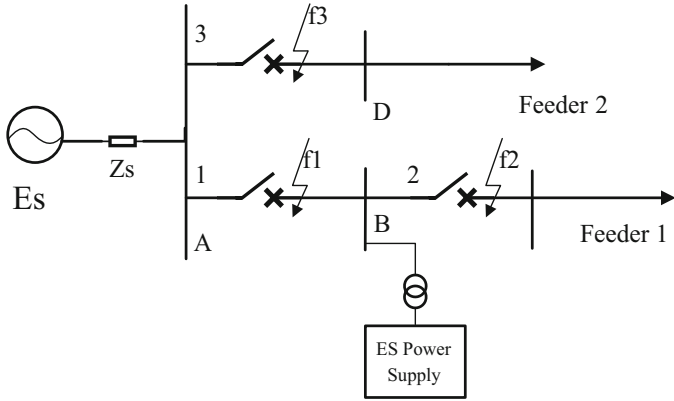 3
f3
D
Feeder 2
Es
Zs
1
f1
A
B
2
f2
Feeder 1
ES Power
Supply